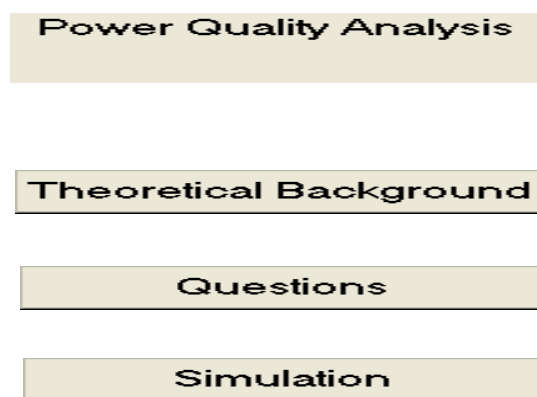 Power Quality Analysis
Theoretical Background
Questions
Simulation